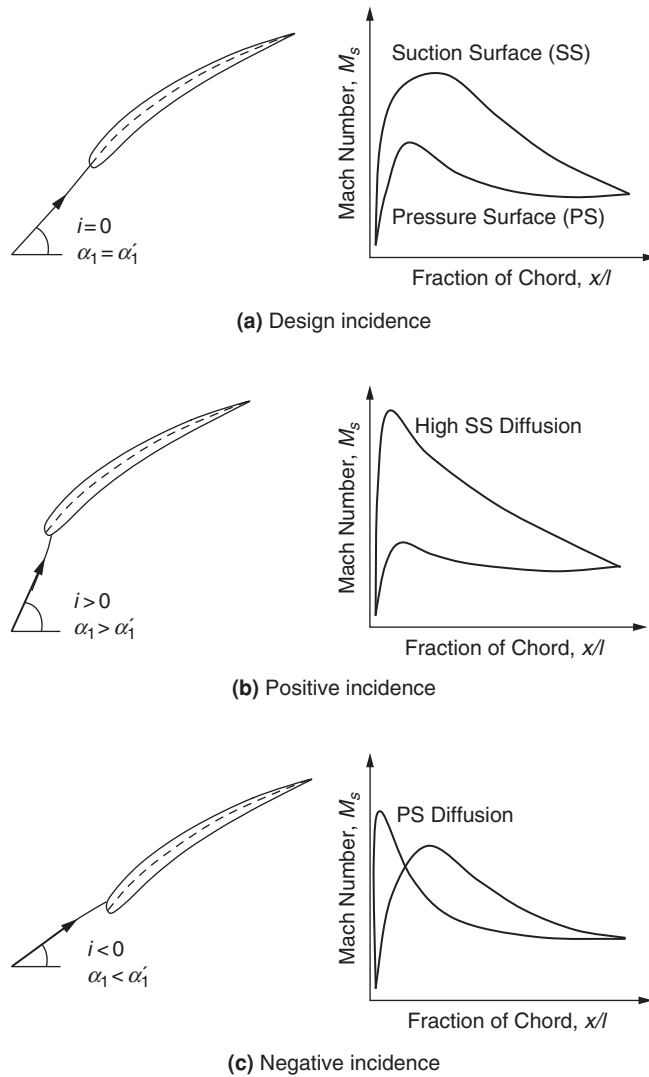 Suction Surface (SS)
Mach Number, Mₛ
Pressure Surface (PS)
i=0
α₁=α₁′
Fraction of Chord, x/l
(a) Design incidence
High SS Diffusion
Mach Number, Mₛ
i>0
α₁>α₁′
Fraction of Chord, x/l
(b) Positive incidence
PS Diffusion
Mach Number, Mₛ
i<0
α₁<α₁′
Fraction of Chord, x/l
(c) Negative incidence